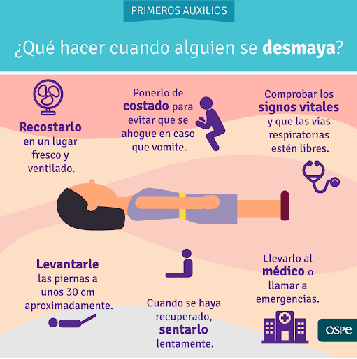 PRIMEROS AUXILIOS
¿Qué hacer cuando alguien se desmaya?
Recostarlo
en un lugar
fresco y
ventilado.
Ponerlo de
costado para
evitar que se
ahogue en caso
que vomite.
Comprobar los
signos vitales
y que las vías
respiratorias
estén libres.
Levantarle
las piernas a
unos 30 cm
aproximadamente.
Cuando se haya
recuperado,
sentarlo
lentamente.
Llevarlo al
médico o
llamar a
emergencias.
OSPe